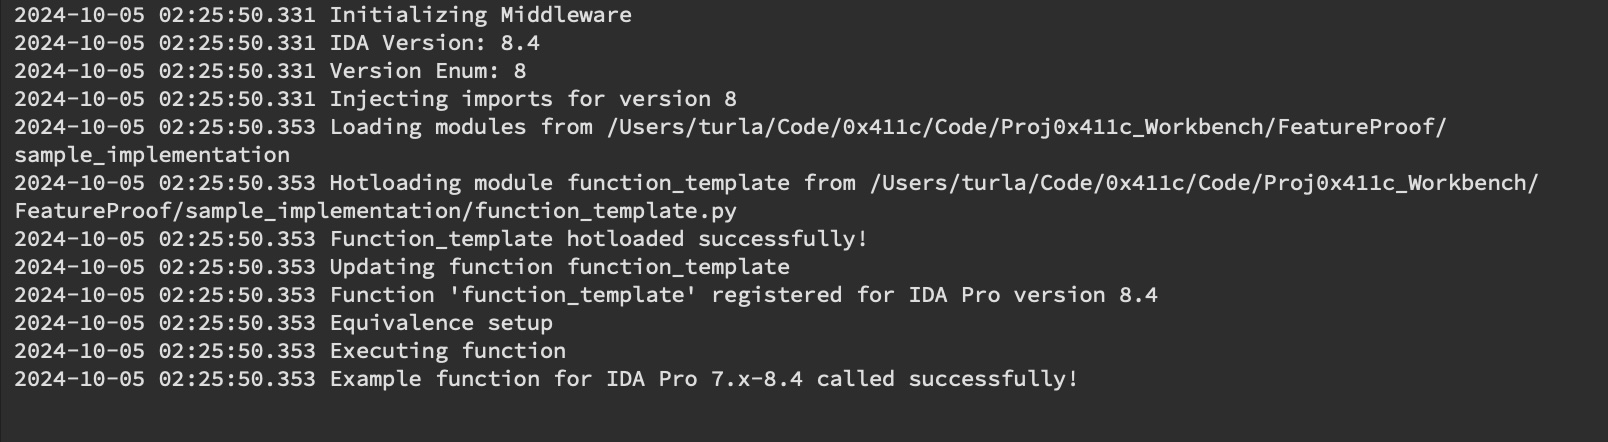 2024-10-05 02:25:50.331 Initializing Middleware
2024-10-05 02:25:50.331 IDA Version: 8.4
2024-10-05 02:25:50.331 Version Enum: 8
2024-10-05 02:25:50.331 Injecting imports for version 8
2024-10-05 02:25:50.353 Loading modules from /Users/turla/Code/0x411c/Code/Proj0x411c_Workbench/FeatureProof/
sample_implementation
2024-10-05 02:25:50.353 Hotloading module function_template from /Users/turla/Code/0x411c/Code/Proj0x411c_Workbench/
FeatureProof/sample_implementation/function_template.py
2024-10-05 02:25:50.353 Function_template hotloaded successfully!
2024-10-05 02:25:50.353 Updating function function_template
2024-10-05 02:25:50.353 Function 'function_template' registered for IDA Pro version 8.4
2024-10-05 02:25:50.353 Equivalence setup
2024-10-05 02:25:50.353 Executing function
2024-10-05 02:25:50.353 Example function for IDA Pro 7.x-8.4 called successfully!